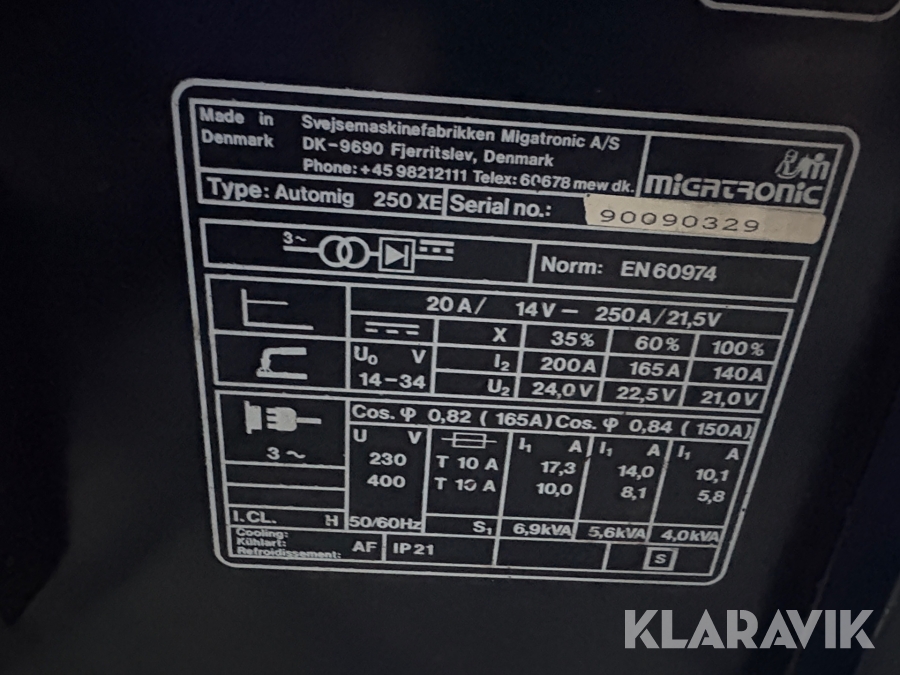 Made in
Denmark
Svejsemaskinefabrikken Migatronic A/S
DK-9690 Fjerritslev, Denmark
Phone: +45 98212111 Telex: 60678 mew dk.
MIGATRONIC
Type: Automig 250 XE Serial no.: 90090329
3~
Norm: EN 60974
20 A/ 14 V – 250 A/21,5V
X 35% 60% 100%
U0 V I2 200 A 165 A 140 A
14-34 U2 24,0 V 22,5 V 21,0 V
Cos. φ 0,82 ( 165A) Cos. φ 0,84 ( 150A)
U V I1 A I1 A I1 A
3 ~ 230 T 10 A 17,3 14,0 10,1
400 T 10 A 10,0 8,1 5,8
I.CL. H 50/60Hz S1 6,9kVA 5,6kVA 4,0kVA
Cooling:
Kühlart:
Refroidissement: AF IP 21 S
KLARAVIK